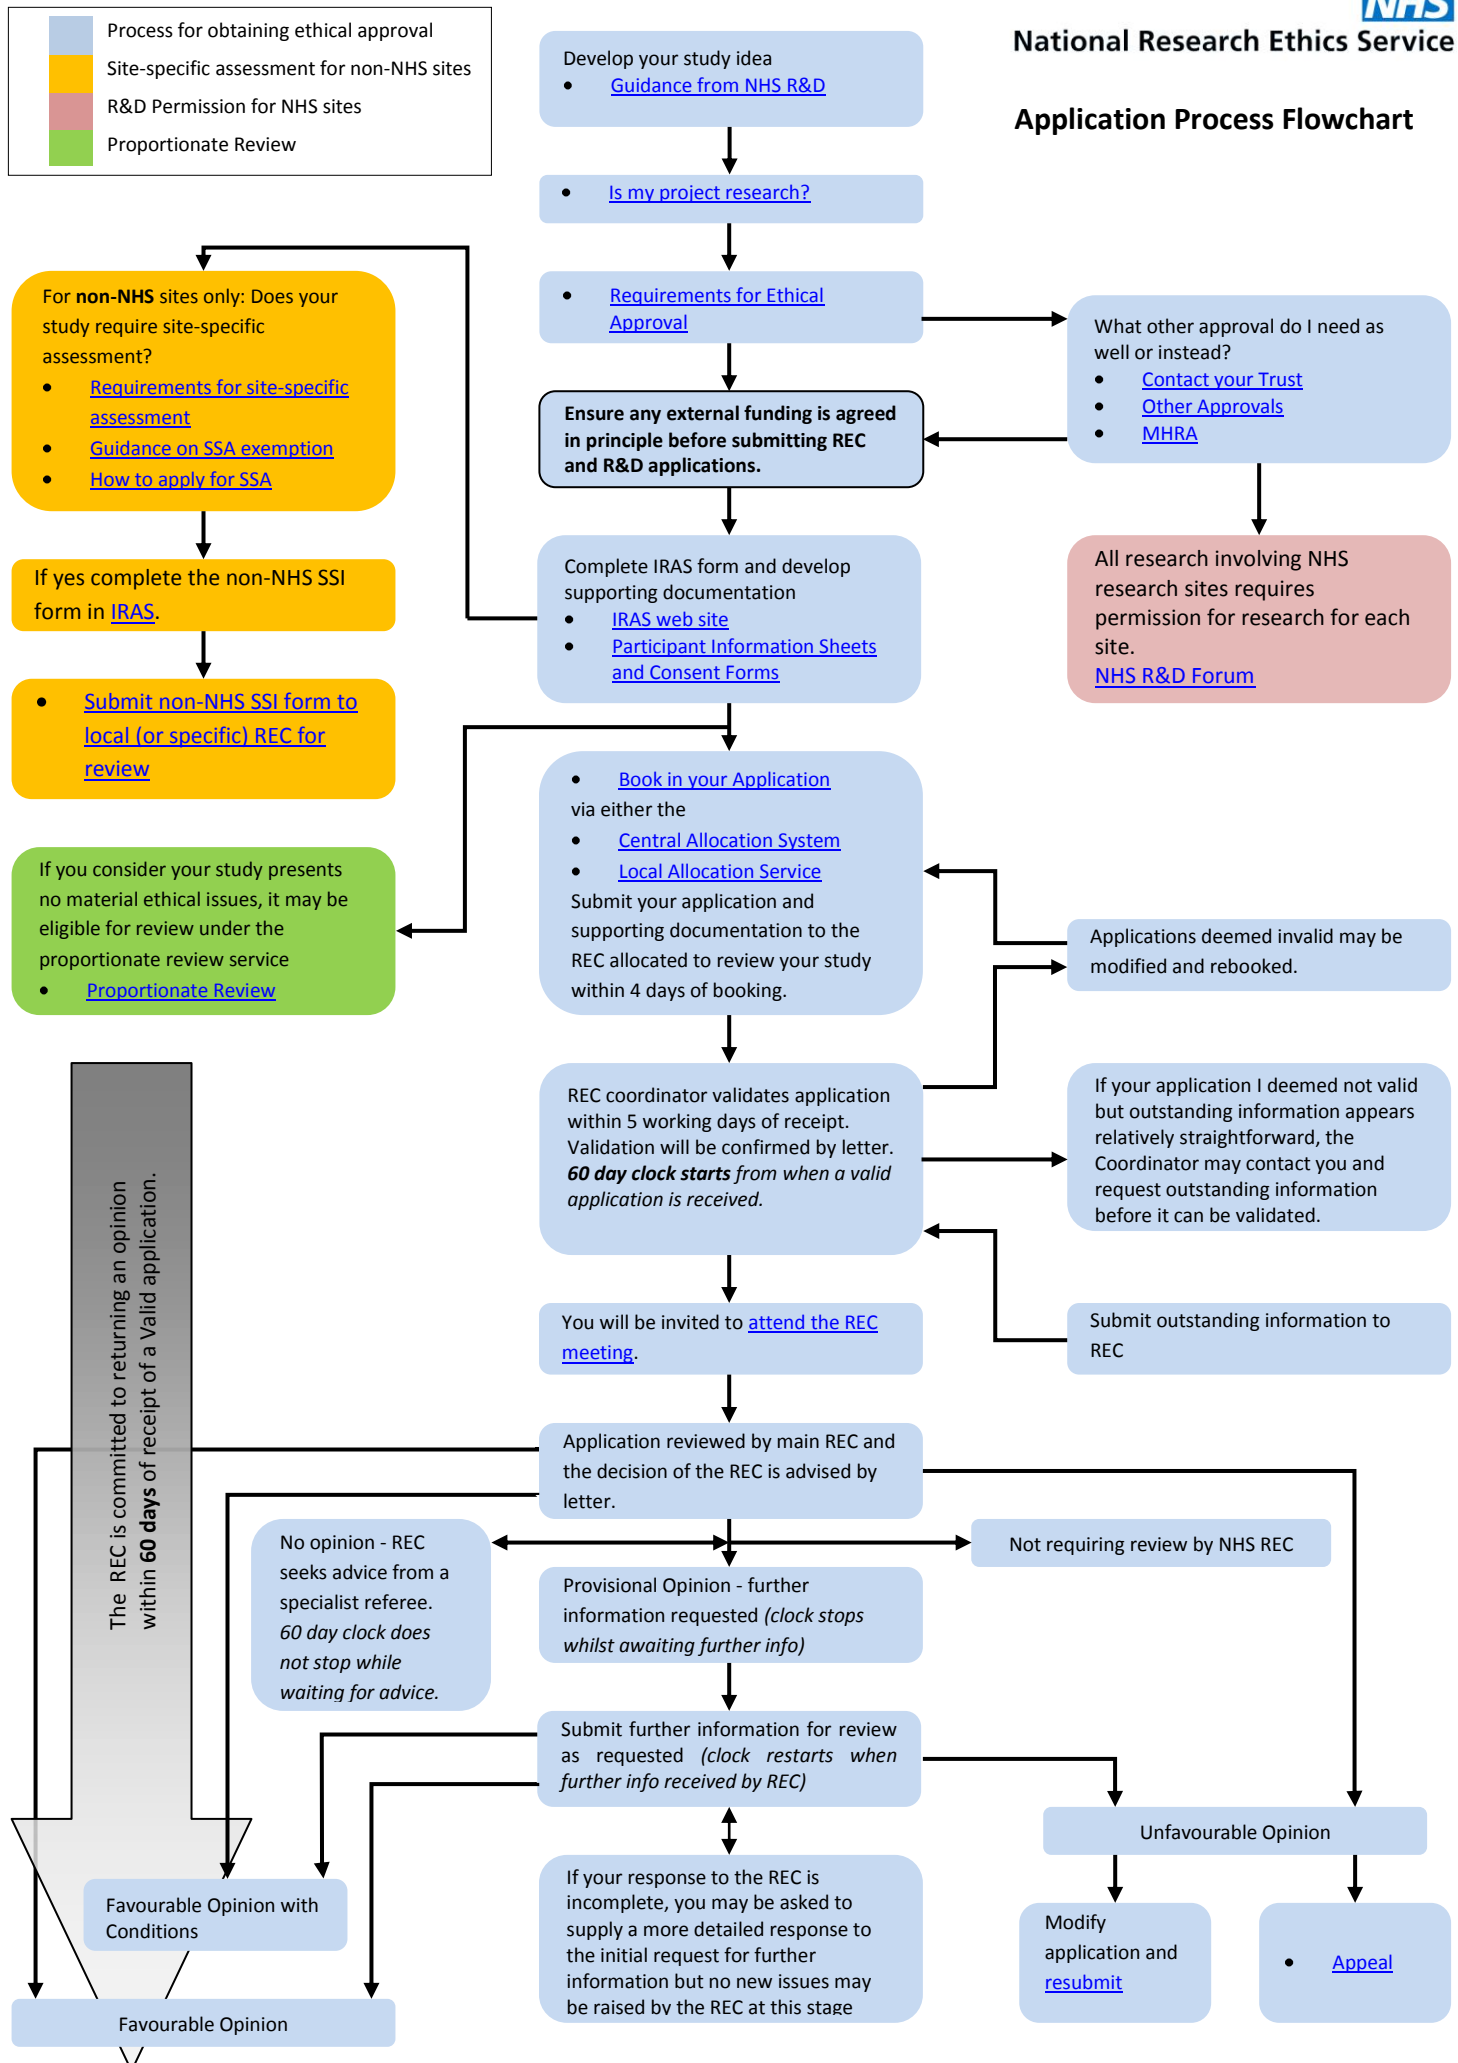 NHS
National Research Ethics Service
Application Process Flowchart
Process for obtaining ethical approval
Site-specific assessment for non-NHS sites
R&D Permission for NHS sites
Proportionate Review
Develop your study idea
• Guidance from NHS R&D
• Is my project research?
• Requirements for Ethical
Approval
What other approval do I need as
well or instead?
• Contact your Trust
• Other Approvals
• MHRA
For non-NHS sites only: Does your
study require site-specific
assessment?
• Requirements for site-specific
assessment
• Guidance on SSA exemption
• How to apply for SSA
Ensure any external funding is agreed
in principle before submitting REC
and R&D applications.
All research involving NHS
research sites requires
permission for research for each
site.
NHS R&D Forum
If yes complete the non-NHS SSI
form in IRAS.
Complete IRAS form and develop
supporting documentation
• IRAS web site
• Participant Information Sheets
and Consent Forms
• Submit non-NHS SSI form to
local (or specific) REC for
review
• Book in your Application
via either the
• Central Allocation System
• Local Allocation Service
Submit your application and
supporting documentation to the
REC allocated to review your study
within 4 days of booking.
If you consider your study presents
no material ethical issues, it may be
eligible for review under the
proportionate review service
• Proportionate Review
Applications deemed invalid may be
modified and rebooked.
REC coordinator validates application
within 5 working days of receipt.
Validation will be confirmed by letter.
60 day clock starts from when a valid
application is received.
If your application I deemed not valid
but outstanding information appears
relatively straightforward, the
Coordinator may contact you and
request outstanding information
before it can be validated.
The REC is committed to returning an opinion
within 60 days of receipt of a Valid application.
You will be invited to attend the REC
meeting.
Submit outstanding information to
REC
Application reviewed by main REC and
the decision of the REC is advised by
letter.
No opinion - REC
seeks advice from a
specialist referee.
60 day clock does
not stop while
waiting for advice.
Not requiring review by NHS REC
Provisional Opinion - further
information requested (clock stops
whilst awaiting further info)
Submit further information for review
as requested (clock restarts when
further info received by REC)
Unfavourable Opinion
If your response to the REC is
incomplete, you may be asked to
supply a more detailed response to
the initial request for further
information but no new issues may
be raised by the REC at this stage
Favourable Opinion with
Conditions
Modify
application and
resubmit
• Appeal
Favourable Opinion